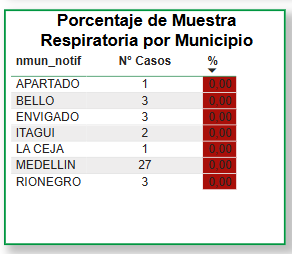 Porcentaje de Muestra
Respiratoria por Municipio
nmun_notif Nº Casos %
APARTADO 1 0,00
BELLO 3 0,00
ENVIGADO 3 0,00
ITAGUI 2 0,00
LA CEJA 1 0,00
MEDELLIN 27 0,00
RIONEGRO 3 0,00